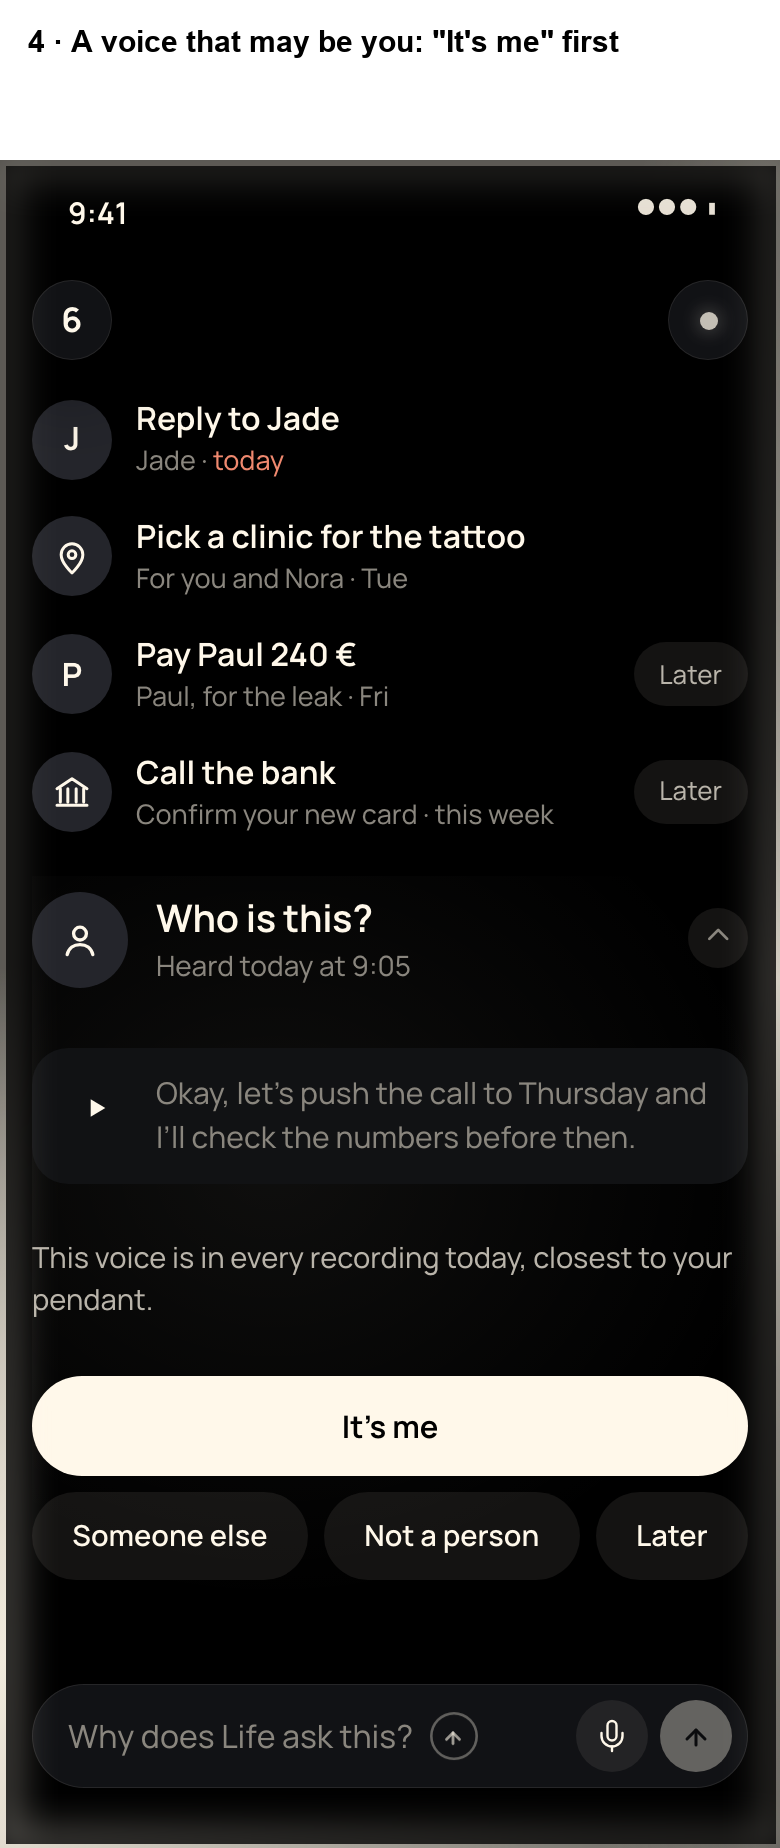 4 · A voice that may be you: "It's me" first
9:41
6
J
Reply to Jade
Jade · today
Pick a clinic for the tattoo
For you and Nora · Tue
P
Pay Paul 240 €
Paul, for the leak · Fri
Later
Call the bank
Confirm your new card · this week
Later
Who is this?
Heard today at 9:05
Okay, let’s push the call to Thursday and
I’ll check the numbers before then.
This voice is in every recording today, closest to your
pendant.
It’s me
Someone else
Not a person
Later
Why does Life ask this?